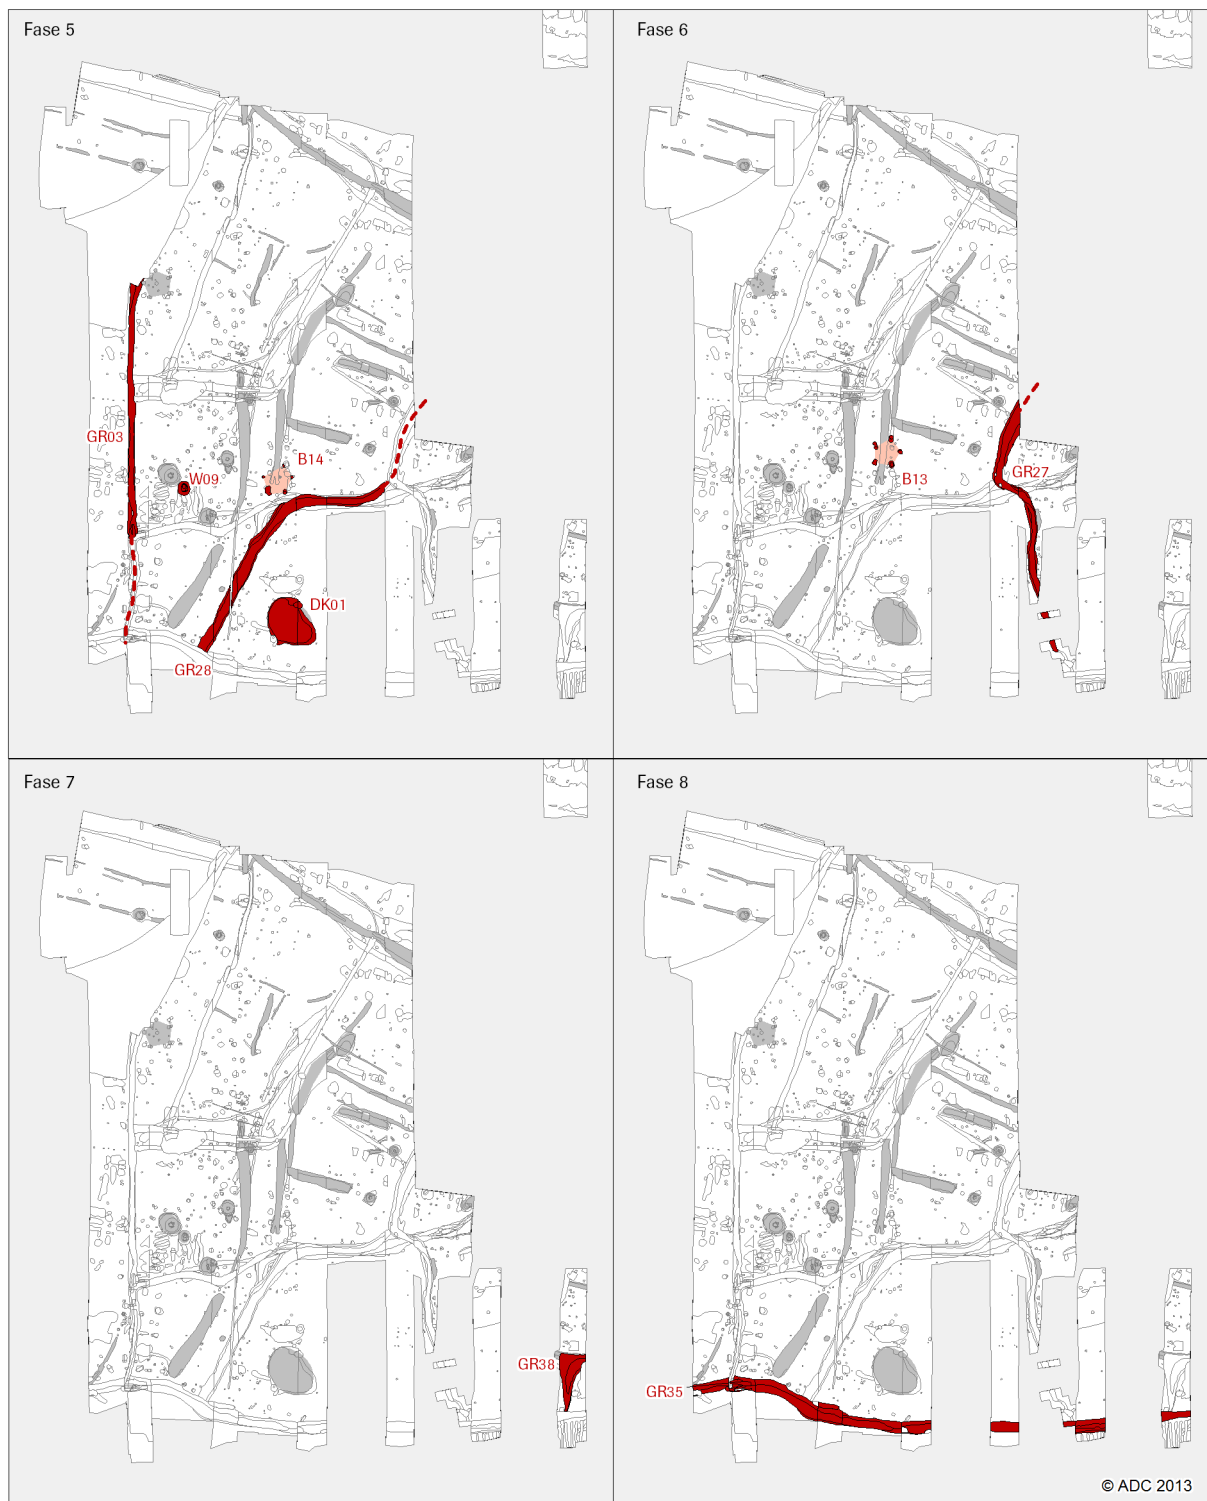 Fase 5
GR03
W09
B14
DK01
GR28
Fase 6
B13
GR27
Fase 7
GR38
Fase 8
GR35
© ADC 2013